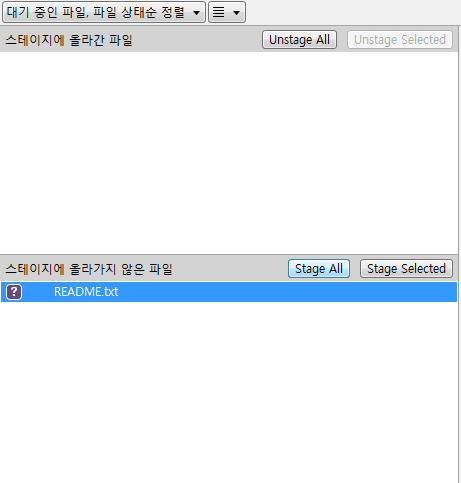 대기 중인 파일, 파일 상태순 정렬
스테이지에 올라간 파일 Unstage All Unstage Selected
스테이지에 올라가지 않은 파일 Stage All Stage Selected
? README.txt